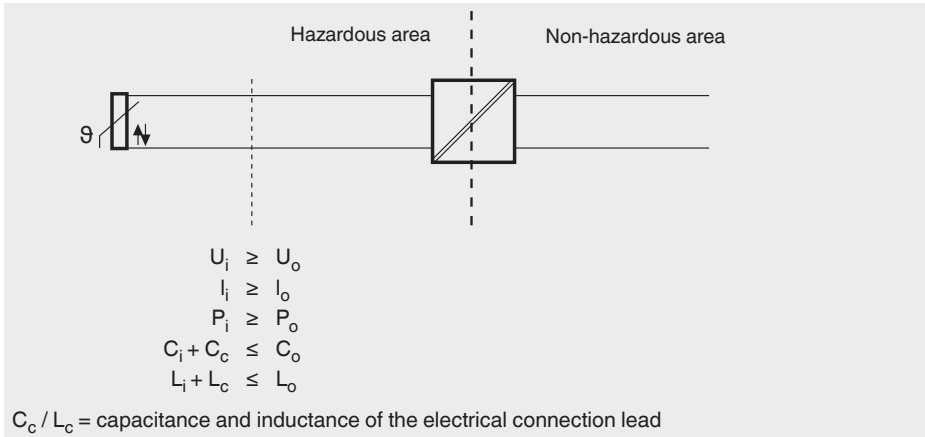 Hazardous area Non-hazardous area
ϑ
Uᵢ ≥ Uₒ
Iᵢ ≥ Iₒ
Pᵢ ≥ Pₒ
Cᵢ + C꜀ ≤ Cₒ
Lᵢ + L꜀ ≤ Lₒ
C꜀ / L꜀ = capacitance and inductance of the electrical connection lead